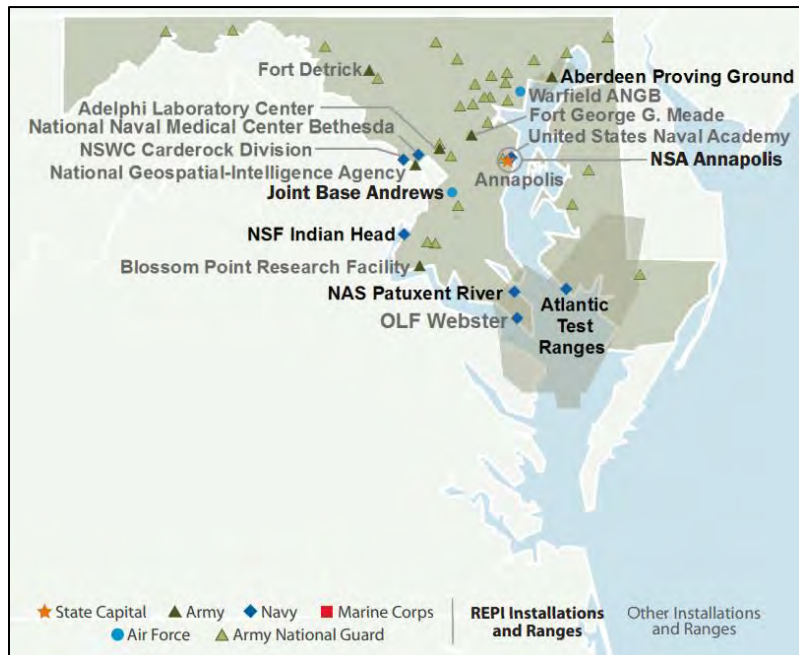 Fort Detrick
Aberdeen Proving Ground
Warfield ANGB
Adelphi Laboratory Center
Fort George G. Meade
National Naval Medical Center Bethesda
United States Naval Academy
NSWC Carderock Division
NSA Annapolis
National Geospatial-Intelligence Agency
Annapolis
Joint Base Andrews
NSF Indian Head
Blossom Point Research Facility
NAS Patuxent River
Atlantic
Test
Ranges
OLF Webster
State Capital
Army
Navy
Marine Corps
Air Force
Army National Guard
REPI Installations
and Ranges
Other Installations
and Ranges